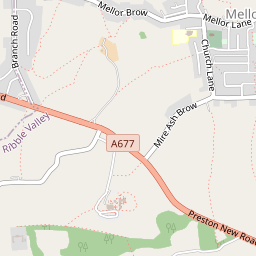 Mellor Lane
Mellor Brow
Mello
Branch Road
Church Lane
Mire Ash Brow
d
Ribble Valley
A677
Preston New Road